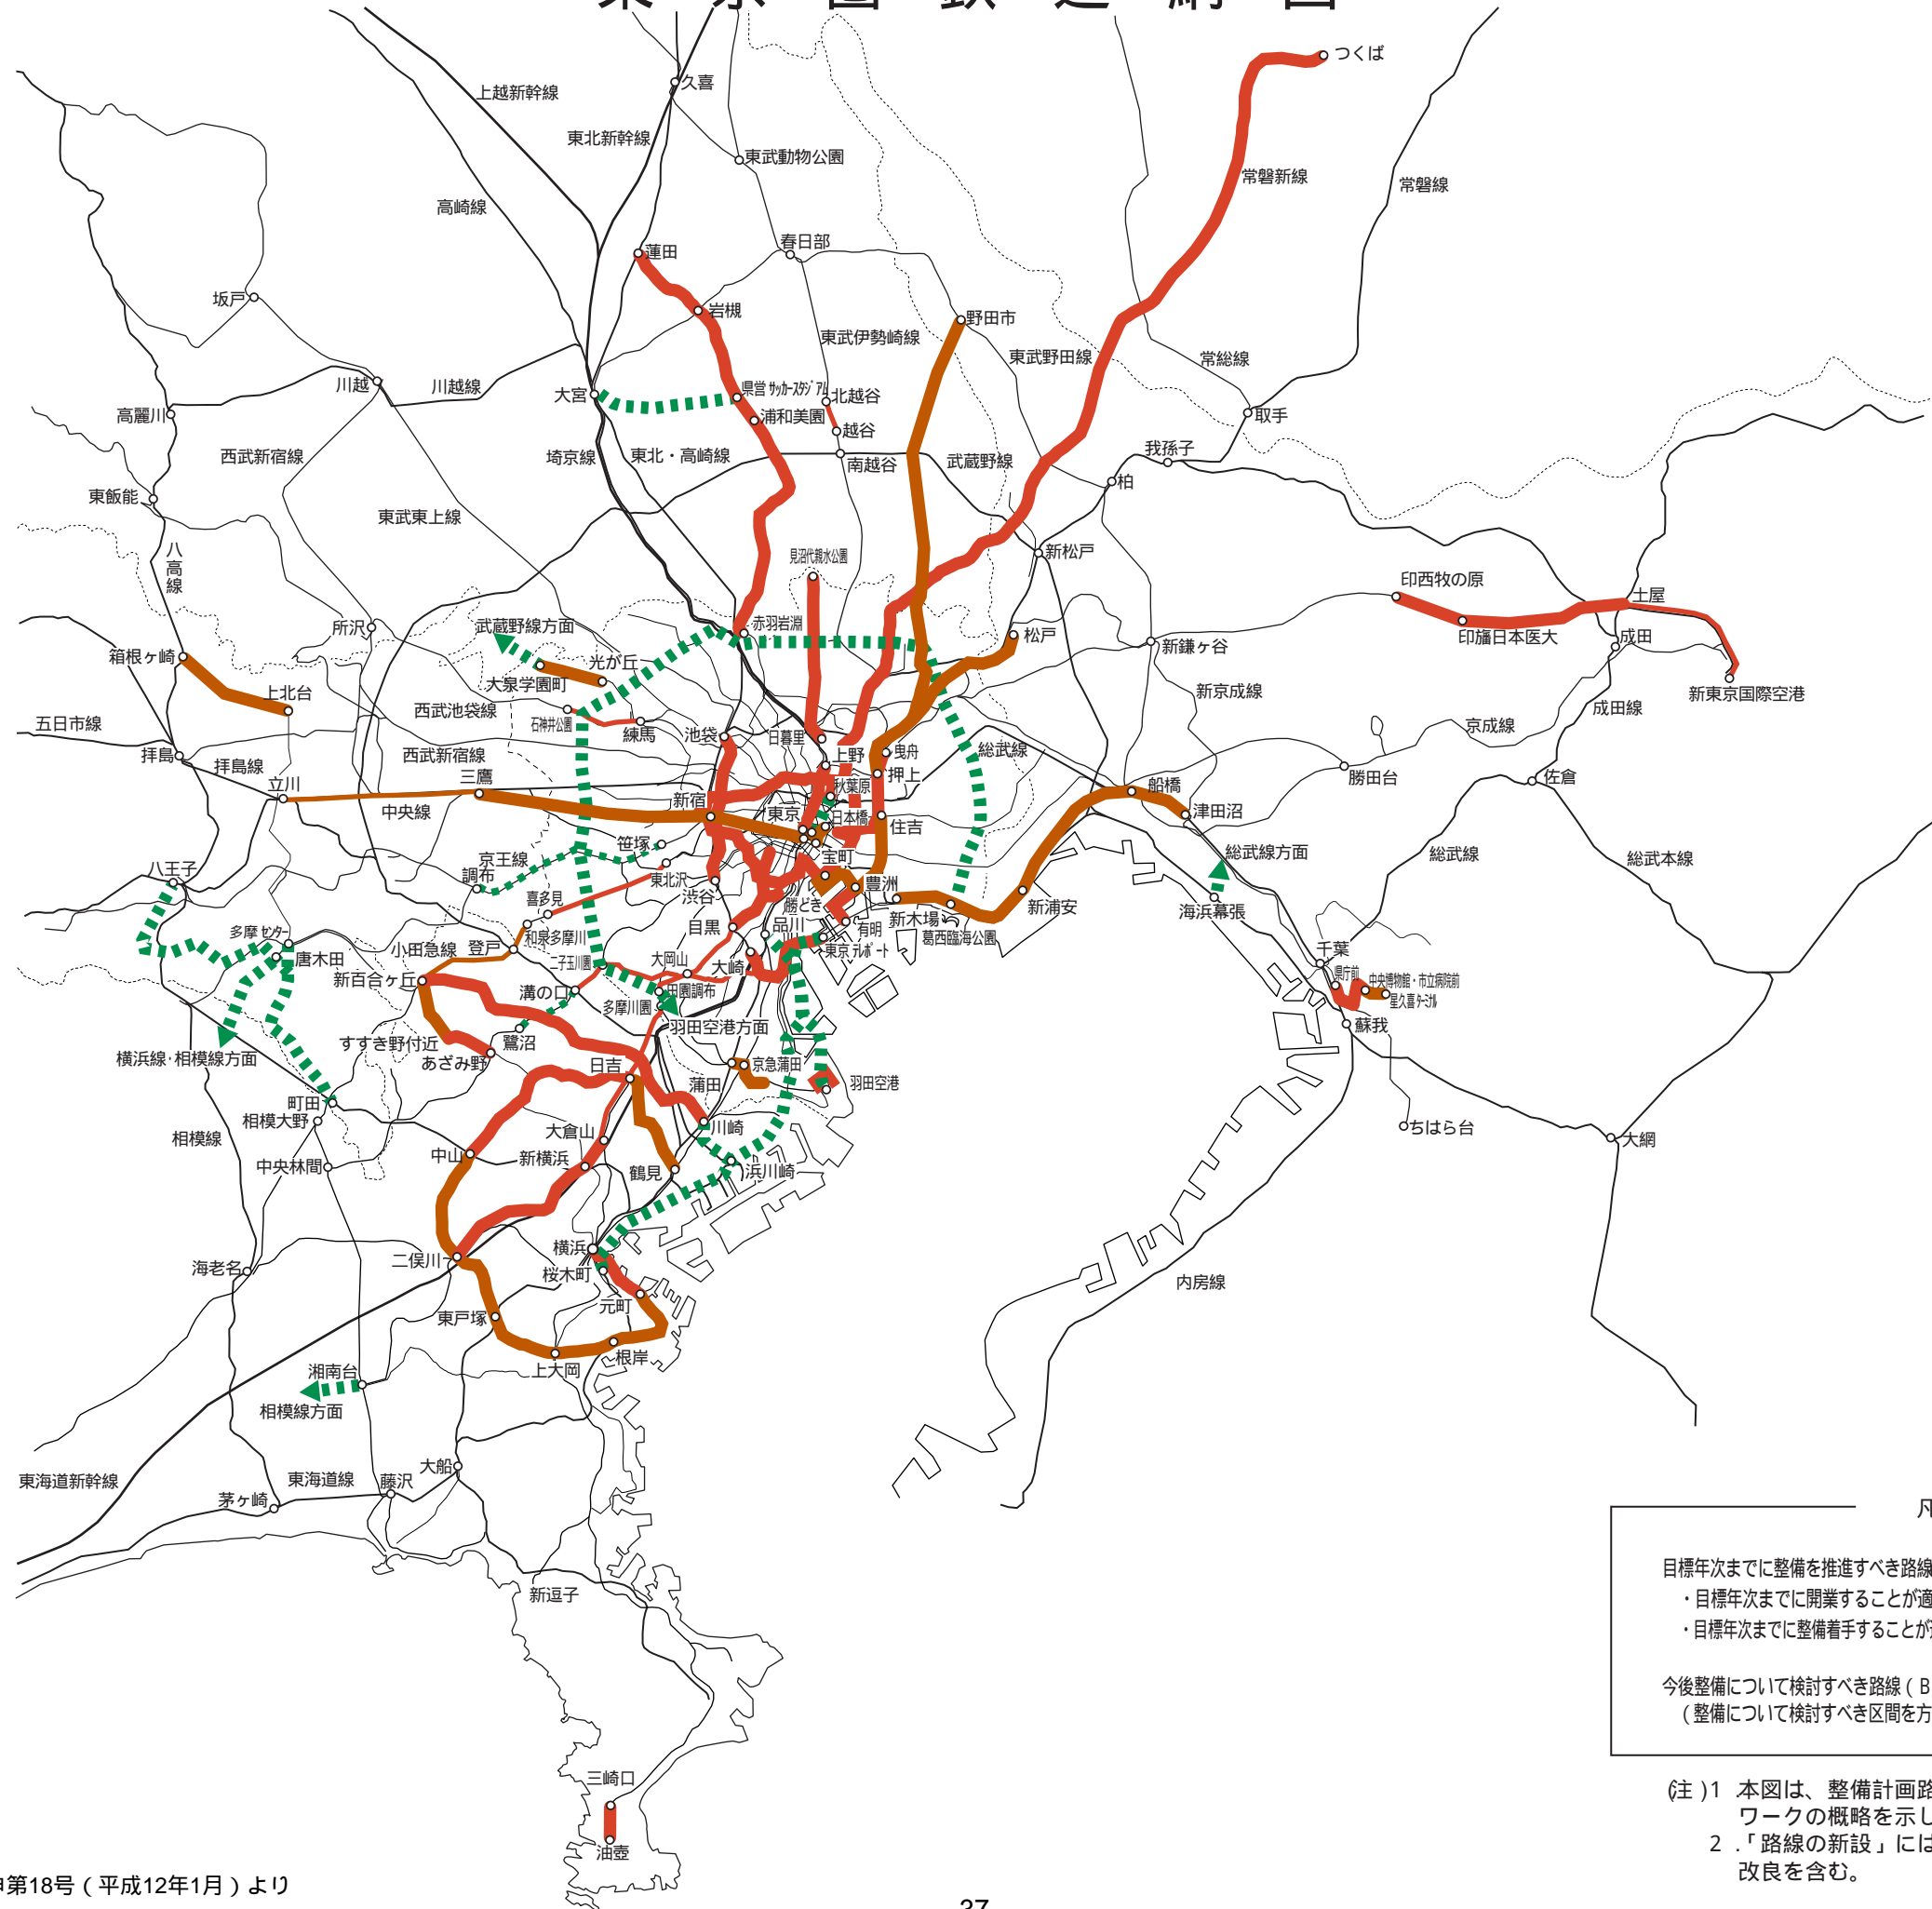 東京圏鉄道網図
つくば
久喜
上越新幹線
東北新幹線
東武動物公園
常磐新線
常磐線
高崎線
春日部
蓮田
坂戸
岩槻
野田市
東武伊勢崎線
東武野田線
常総線
川越
川越線
大宮
県営サッカースタジアム
北越谷
高麗川
浦和美園
取手
越谷
西武新宿線
埼京線
東北・高崎線
南越谷
武蔵野線
我孫子
柏
東飯能
東武東上線
八高線
見沼代親水公園
新松戸
印西牧の原
土屋
所沢
武蔵野線方面
赤羽岩淵
松戸
印旛日本医大
成田
箱根ヶ崎
光が丘
新鎌ヶ谷
大泉学園町
上北台
新京成線
新東京国際空港
西武池袋線
石神井公園
成田線
五日市線
練馬
池袋
日暮里
京成線
拝島
拝島線
西武新宿線
上野
曳舟
総武線
押上
三鷹
秋葉原
船橋
勝田台
佐倉
立川
中央線
新宿
東京
日本橋
住吉
津田沼
笹塚
宝町
総武線方面
総武線
総武本線
八王子
京王線
調布
東北沢
渋谷
豊洲
喜多見
勝どき
新木場
新浦安
海浜幕張
多摩センター
目黒
品川
有明
葛西臨海公園
小田急線
登戸
和泉多摩川
唐木田
二子玉川園
大岡山
大崎
東京テレポート
千葉
新百合ヶ丘
溝の口
田園調布
県庁前
中央博物館・市立病院前
星久喜ターミナル
多摩川園
羽田空港方面
蘇我
すすき野付近
鷺沼
横浜線・相模線方面
あざみ野
日吉
蒲田
京急蒲田
羽田空港
町田
相模大野
大倉山
川崎
ちはら台
相模線
大網
中央林間
中山
新横浜
鶴見
浜川崎
横浜
二俣川
海老名
桜木町
内房線
元町
東戸塚
根岸
湘南台
上大岡
相模線方面
東海道新幹線
東海道線
藤沢
大船
茅ヶ崎
新逗子
三崎口
油壺
目標年次までに整備を推進すべき路線
・目標年次までに開業することが適
・目標年次までに整備着手することが
今後整備について検討すべき路線(B
(整備について検討すべき区間を方
(注)1.本図は、整備計画路
ワークの概略を示し
2.「路線の新設」には
改良を含む。
第18号(平成12年1月)より
37